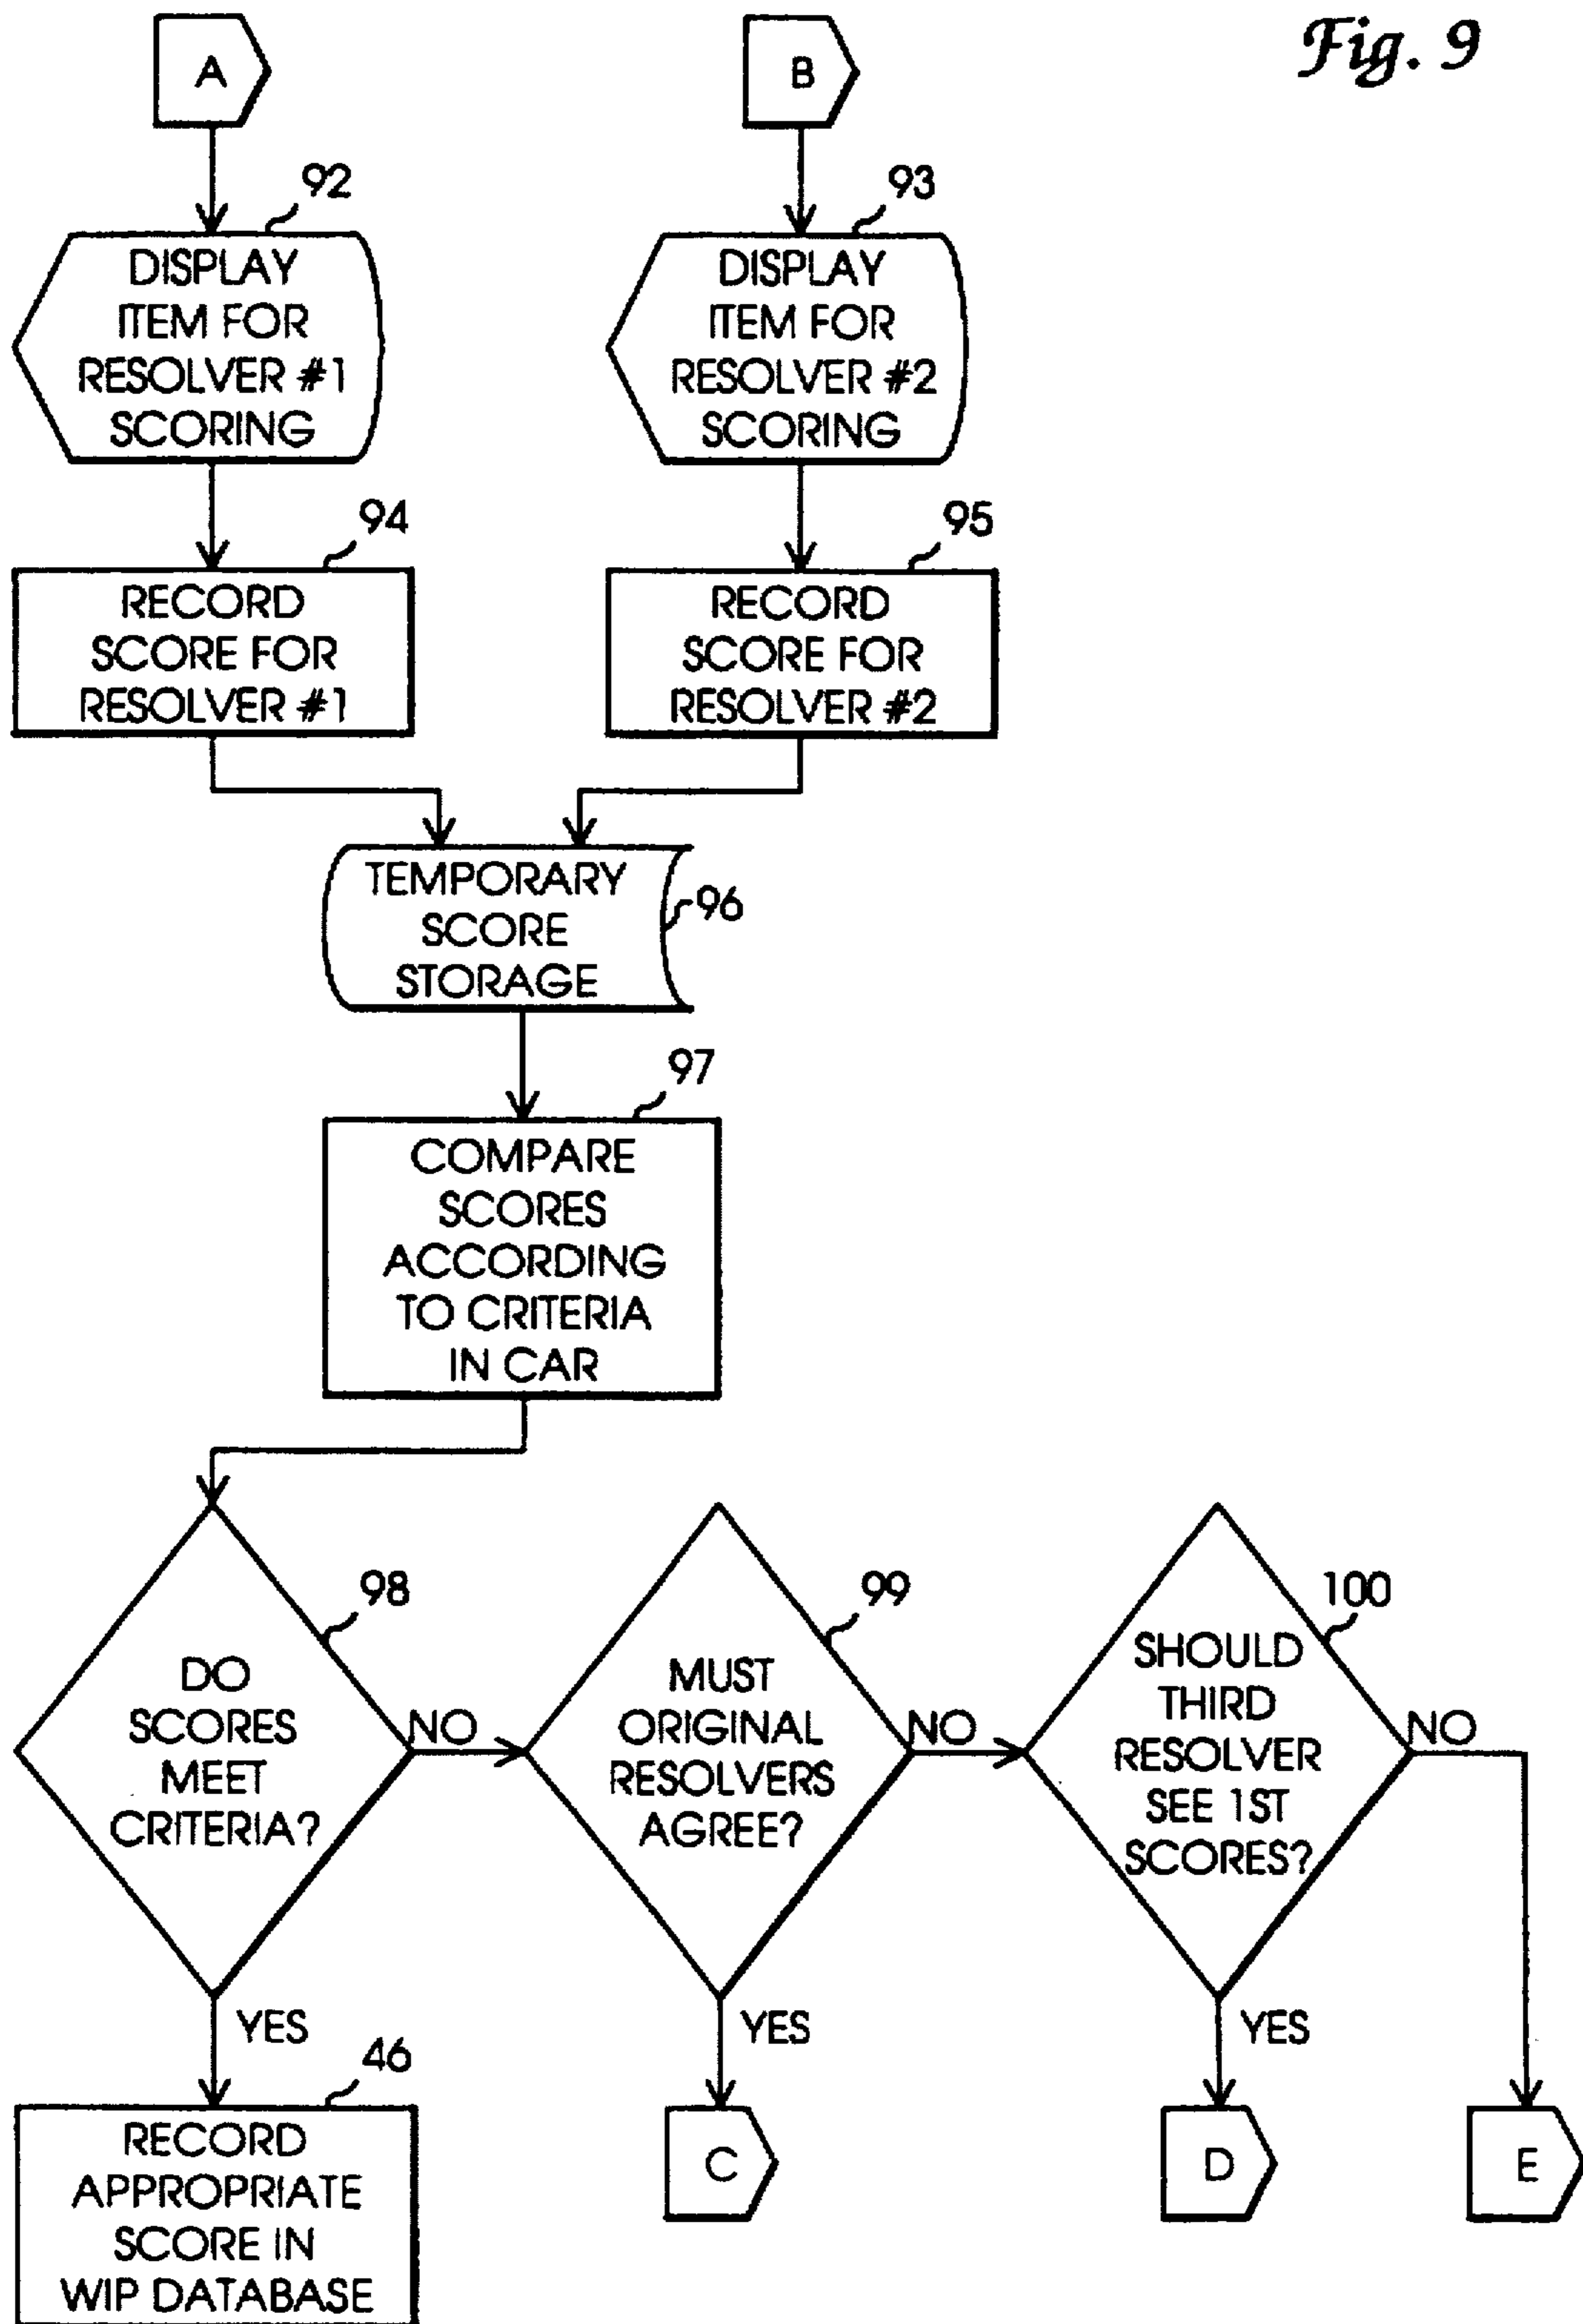 Fig. 9
A
B
92
93
DISPLAY
ITEM FOR
RESOLVER #1
SCORING
DISPLAY
ITEM FOR
RESOLVER #2
SCORING
94
95
RECORD
SCORE FOR
RESOLVER #1
RECORD
SCORE FOR
RESOLVER #2
TEMPORARY
SCORE
STORAGE
96
97
COMPARE
SCORES
ACCORDING
TO CRITERIA
IN CAR
98
DO
SCORES
MEET
CRITERIA?
NO
99
MUST
ORIGINAL
RESOLVERS
AGREE?
NO
100
SHOULD
THIRD
RESOLVER
SEE 1ST
SCORES?
NO
YES
YES
YES
46
RECORD
APPROPRIATE
SCORE IN
WIP DATABASE
C
D
E